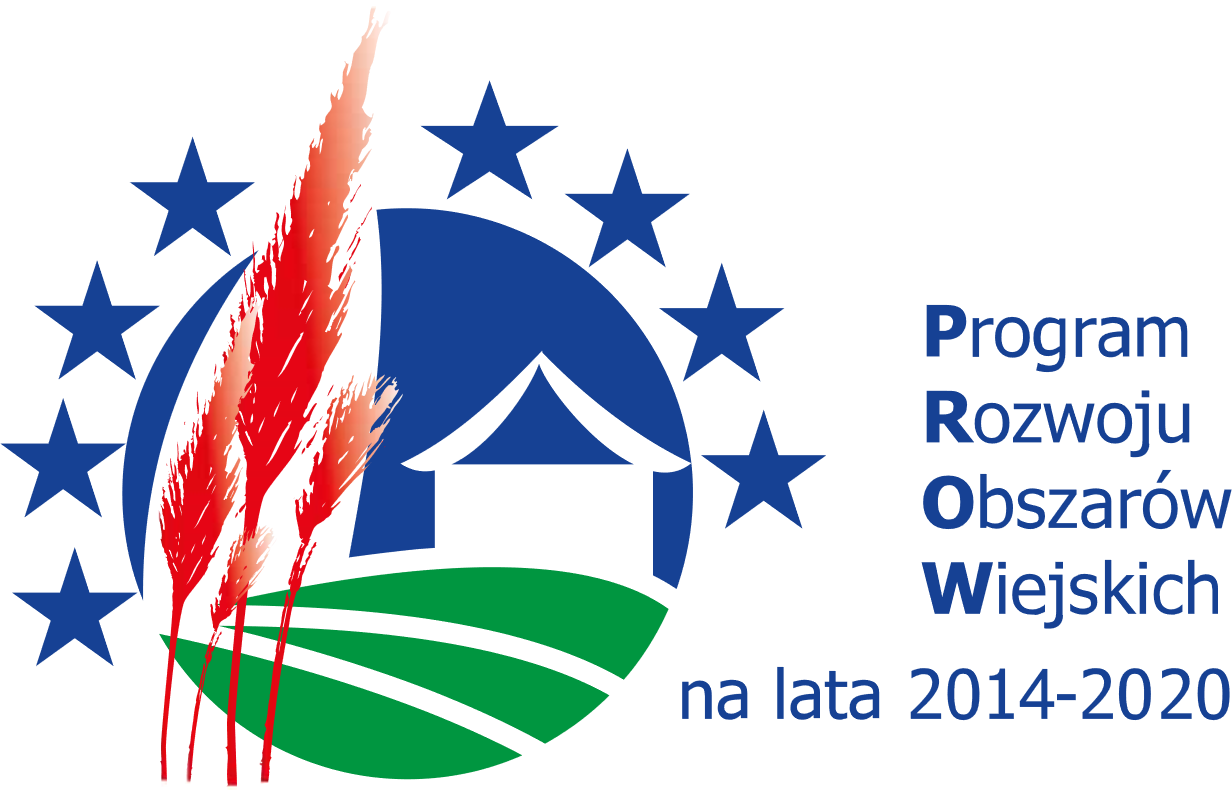 Program
Rozwoju
Obszarów
Wiejskich
na lata 2014-2020